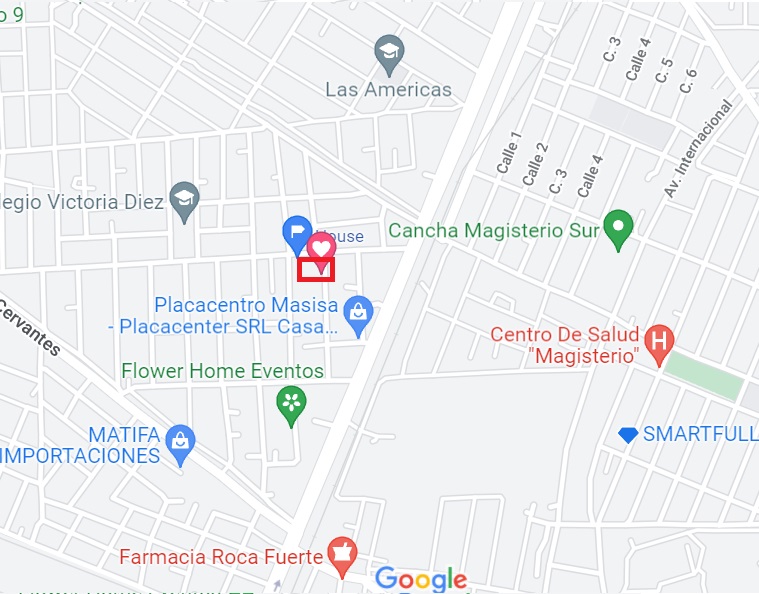 o 9
Las Americas
C. 3
Calle 4
C. 5
C. 6
Av. Internacional
Calle 1
Calle 2
C. 3
Calle 4
legio Victoria Diez
House
Cancha Magisterio Sur
Cervantes
Placacentro Masisa
- Placacenter SRL Casa...
Centro De Salud
"Magisterio"
Flower Home Eventos
MATIFA
IMPORTACIONES
SMARTFULL
Farmacia Roca Fuerte
Google